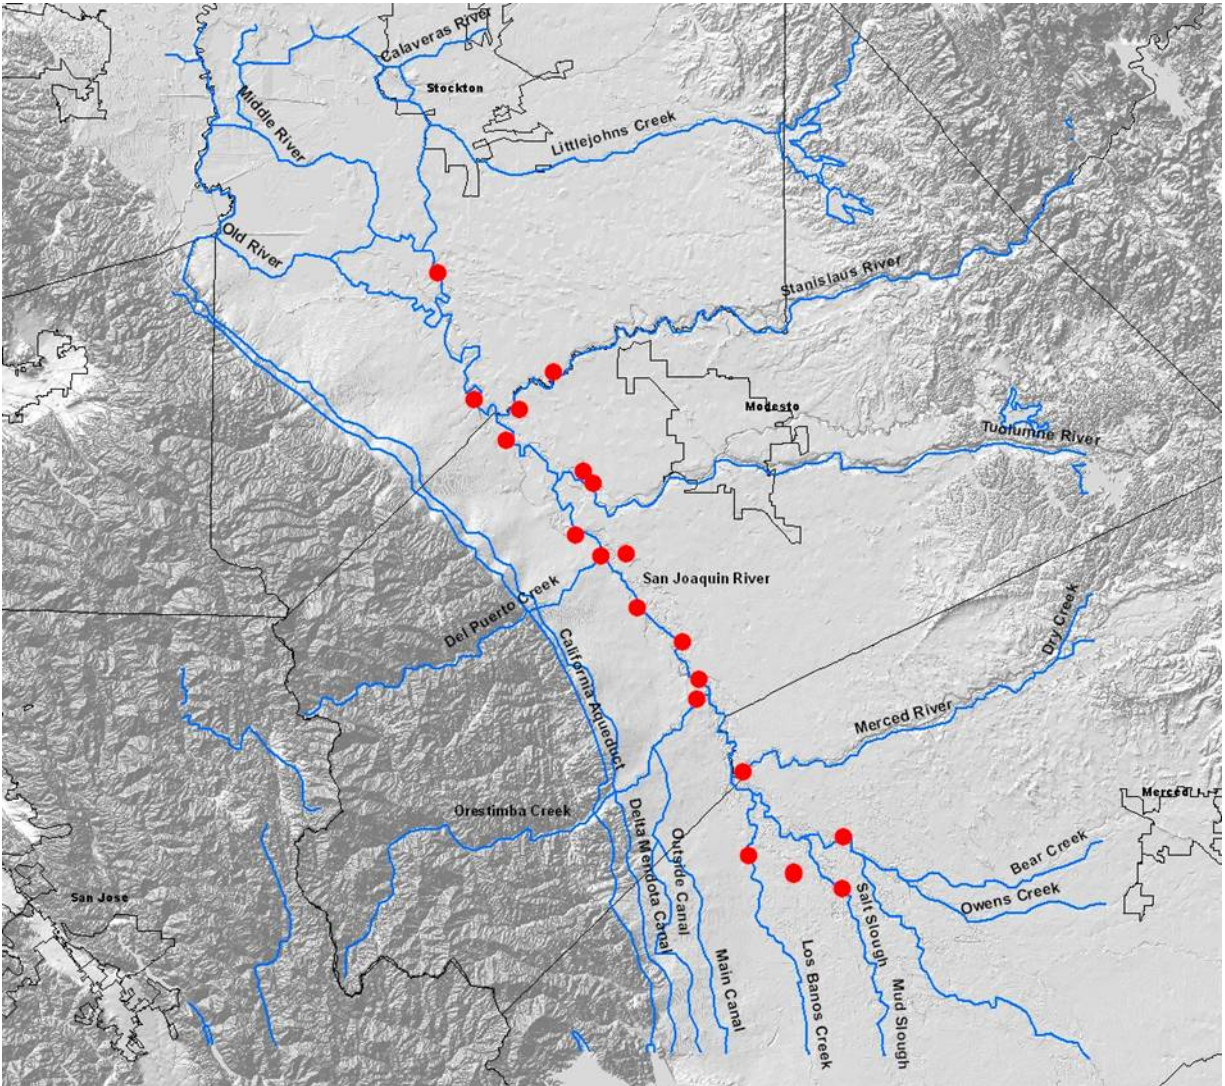 Calaveras River
Stockton
Middle River
Littlejohns Creek
Old River
Stanislaus River
Modesto
Tuolumne River
San Joaquin River
Del Puerto Creek
Dry Creek
California Aqueduct
Merced River
Merced
Orestimba Creek
Delta Mendota Canal
Outside Canal
Bear Creek
Owens Creek
San Jose
Salt Slough
Main Canal
Los Banos Creek
Mud Slough